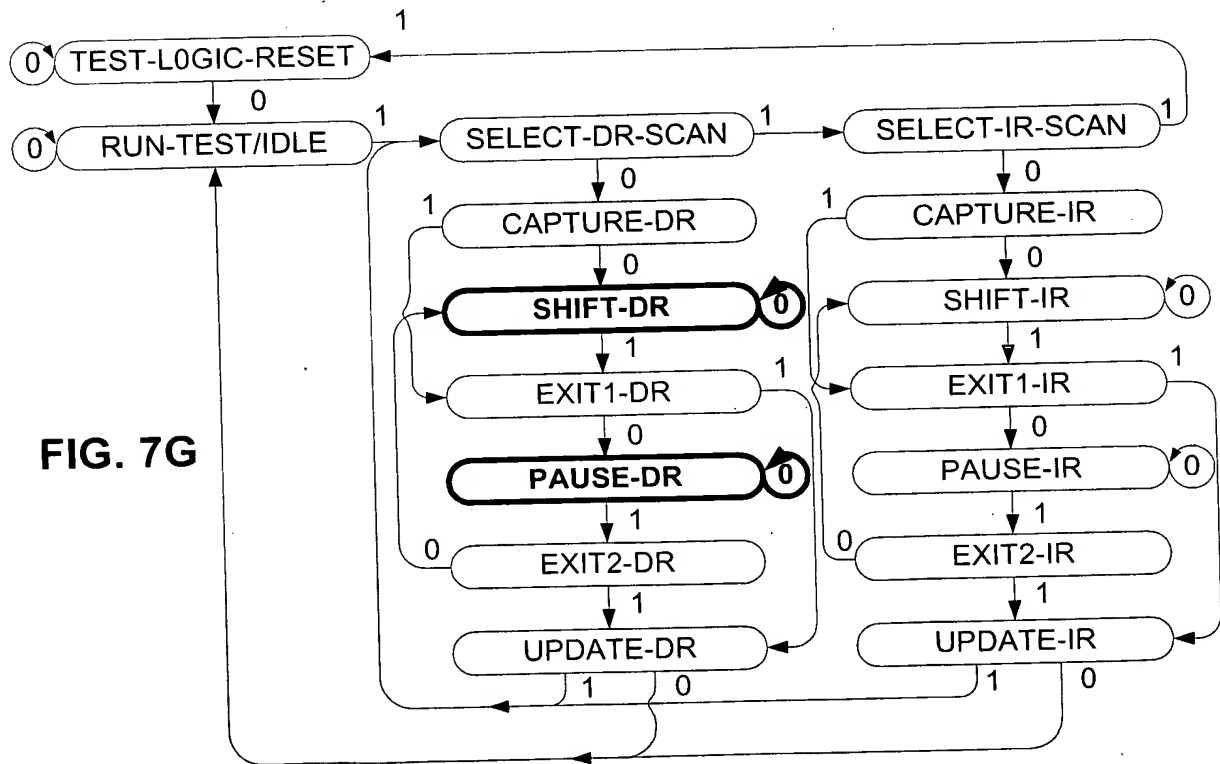 1
0 TEST-L0GIC-RESET
0
0 RUN-TEST/IDLE 1
SELECT-DR-SCAN 1 SELECT-IR-SCAN 1
0 0
1 CAPTURE-DR 1 CAPTURE-IR
0 0
SHIFT-DR 0 SHIFT-IR 0
1 1
EXIT1-DR 1 EXIT1-IR 1
0 0
FIG. 7G
PAUSE-DR 0 PAUSE-IR 0
1 1
0 EXIT2-DR 0 EXIT2-IR
1 1
UPDATE-DR UPDATE-IR
1 0 1 0